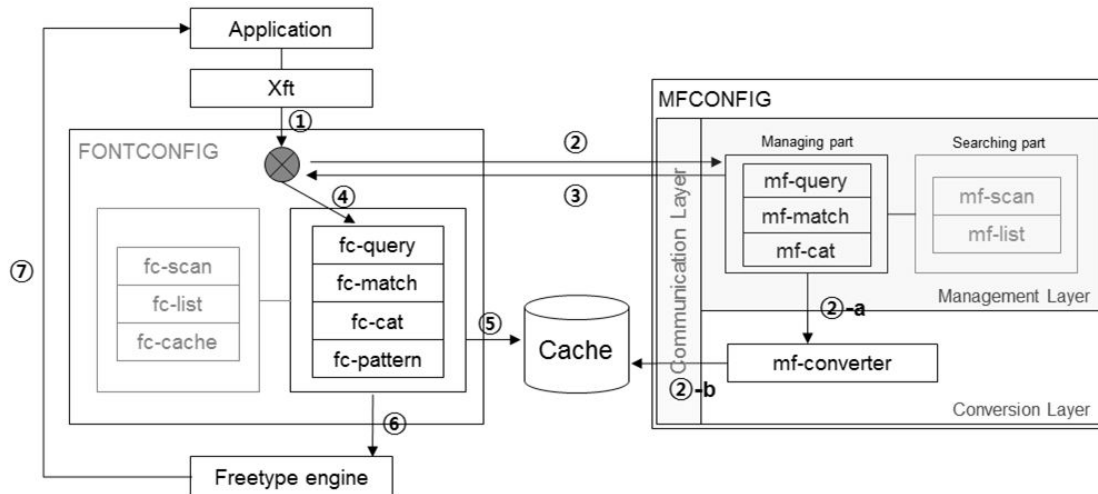 Application
Xft
①
FONTCONFIG
②
③
④
fc-scan
fc-list
fc-cache
fc-query
fc-match
fc-cat
fc-pattern
⑤
⑥
⑦
Freetype engine
Cache
MFCONFIG
Communication Layer
Managing part
mf-query
mf-match
mf-cat
Searching part
mf-scan
mf-list
Management Layer
②-a
mf-converter
②-b
Conversion Layer